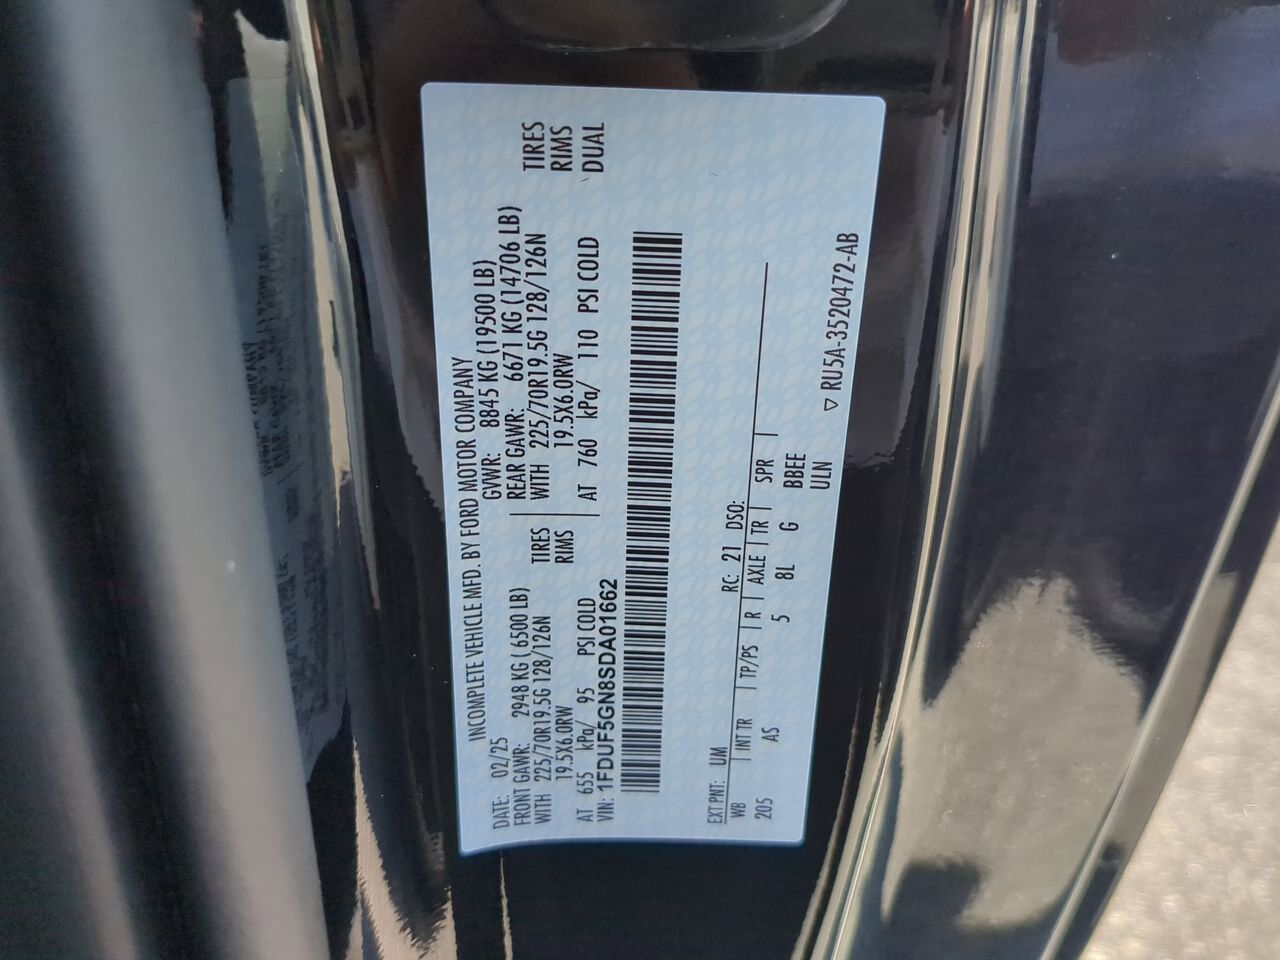 INCOMPLETE VEHICLE MFD. BY FORD MOTOR COMPANY
DATE: 02/25 GVWR: 8845 KG (19500 LB)
FRONT GAWR: 2948 KG ( 6500 LB) REAR GAWR: 6671 KG (14706 LB)
WITH 225/70R19.5G 128/126N TIRES WITH 225/70R19.5G 128/126N TIRES
19.5X6.0RW RIMS 19.5X6.0RW RIMS
AT 655 kPa/ 95 PSI COLD AT 760 kPa/ 110 PSI COLD DUAL
VIN: 1FDUF5GN8SDA01662
EXT PNT: UM RC: 21 DSO:
WB INT TR TP/PS R AXLE TR SPR
205 AS 5 8L G BBEE
ULN
▽ RU5A-3520472-AB